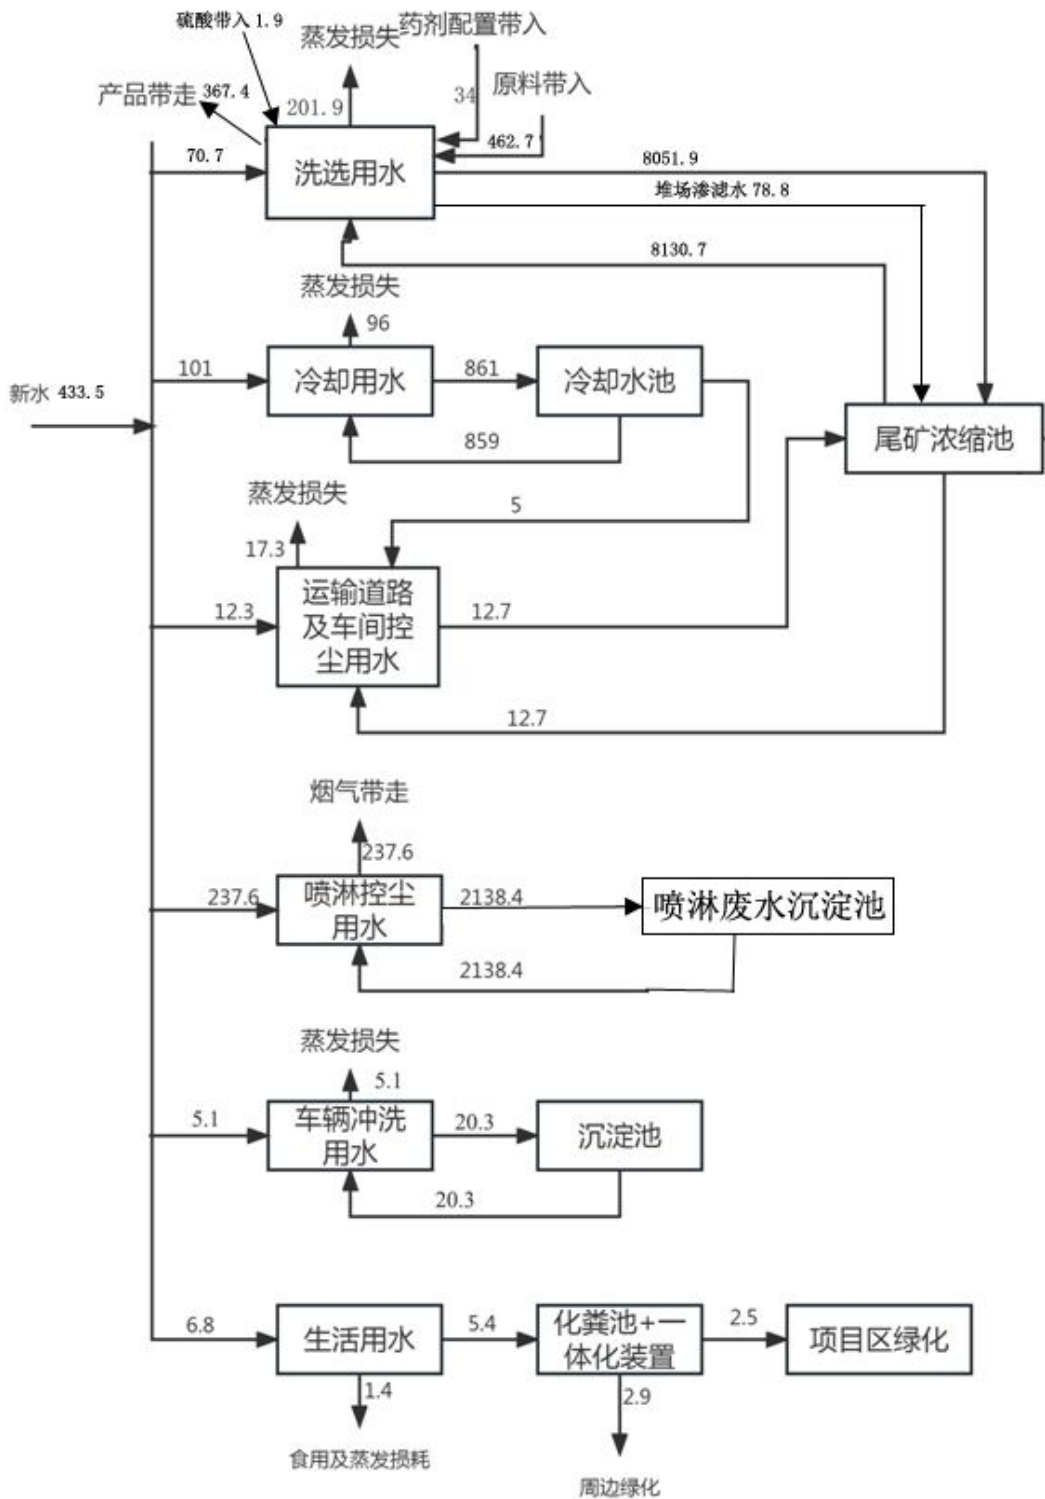 硫酸带入 1.9
蒸发损失
药剂配置带入
产品带走 367.4
201.9
34
原料带入
462.7
70.7
洗选用水
8051.9
堆场渗滤水 78.8
8130.7
蒸发损失
96
101
冷却用水
861
冷却水池
859
新水 433.5
尾矿浓缩池
蒸发损失
5
17.3
12.3
运输道路
及车间控
尘用水
12.7
12.7
烟气带走
237.6
237.6
喷淋控尘
用水
2138.4
喷淋废水沉淀池
2138.4
蒸发损失
5.1
5.1
车辆冲洗
用水
20.3
沉淀池
20.3
6.8
生活用水
5.4
化粪池+一
体化装置
2.5
项目区绿化
1.4
2.9
食用及蒸发损耗
周边绿化